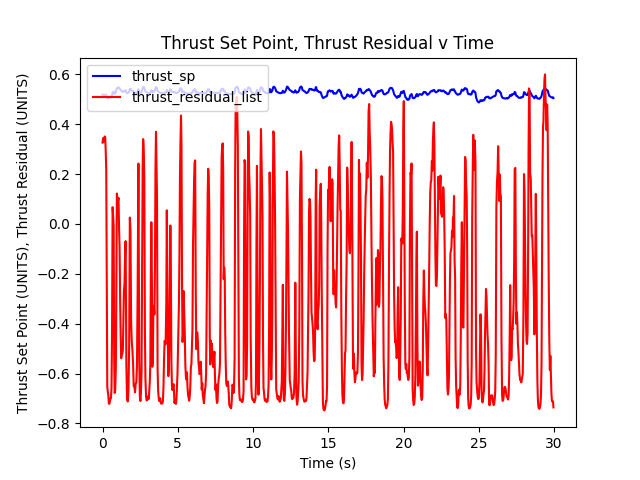 Thrust Set Point, Thrust Residual v Time
thrust_sp
thrust_residual_list
Thrust Set Point (UNITS), Thrust Residual (UNITS)
0.6
0.4
0.2
0.0
−0.2
−0.4
−0.6
−0.8
0 5 10 15 20 25 30
Time (s)